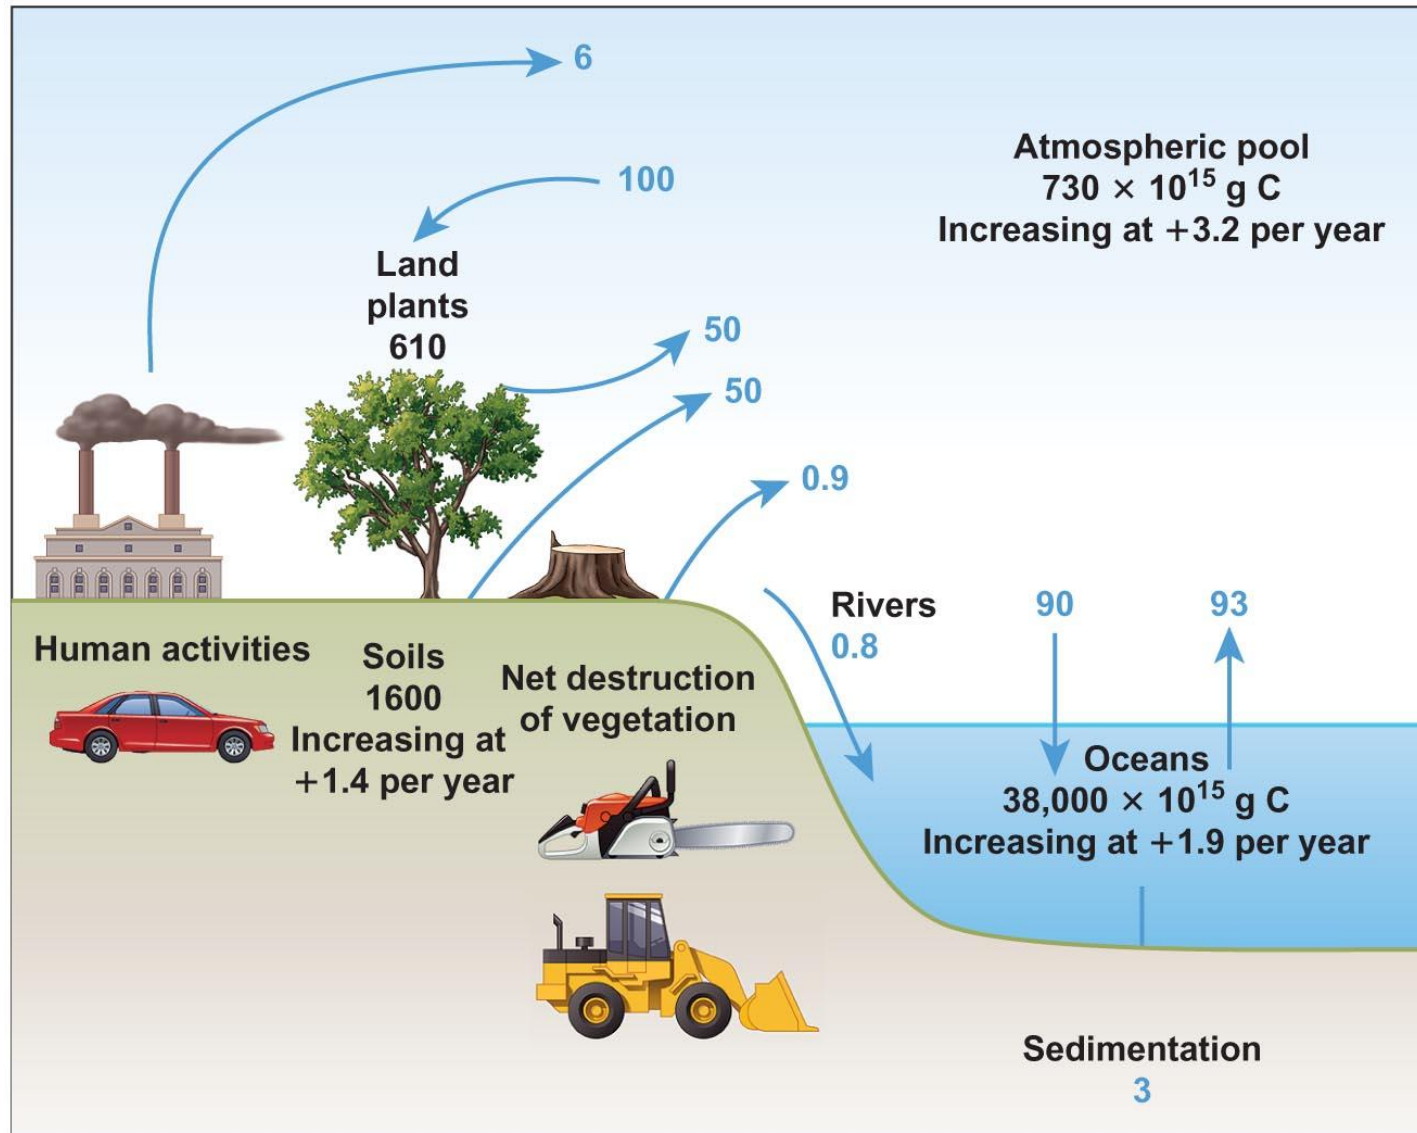 6
100
Atmospheric pool
730 × 10¹⁵ g C
Increasing at +3.2 per year
Land
plants
610
50
50
0.9
Rivers
0.8
90
93
Human activities
Soils
1600
Increasing at
+1.4 per year
Net destruction
of vegetation
Oceans
38,000 × 10¹⁵ g C
Increasing at +1.9 per year
Sedimentation
3